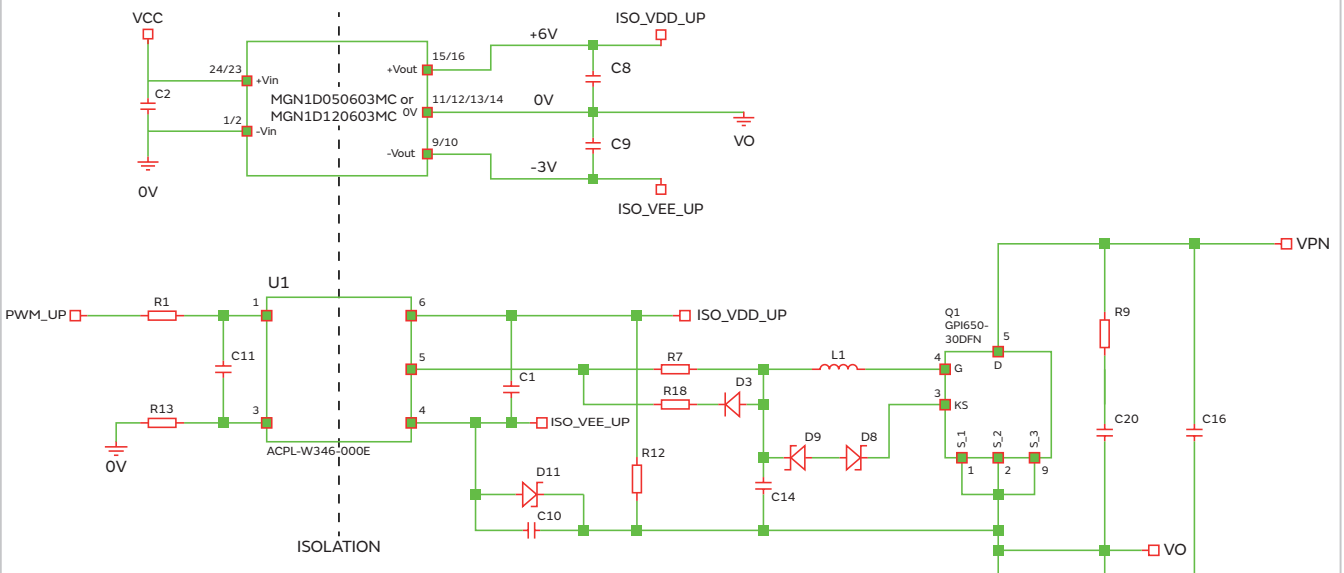 VCC
ISO_VDD_UP
+6V
15/16
24/23
+Vin
+Vout
C8
C2
MGN1D050603MC or
MGN1D120603MC
0V
11/12/13/14
0V
1/2
-Vin
VO
9/10
C9
-Vout
-3V
0V
ISO_VEE_UP
VPN
U1
PWM_UP
R1
1
6
ISO_VDD_UP
Q1
GPI650-
30DFN
5
R9
C11
5
R7
L1
4
G
D
C1
R18
D3
3
KS
R13
3
4
ISO_VEE_UP
S_1
S_2
S_3
C20
C16
0V
ACPL-W346-000E
R12
D9
D8
1
2
9
D11
C14
C10
ISOLATION
VO